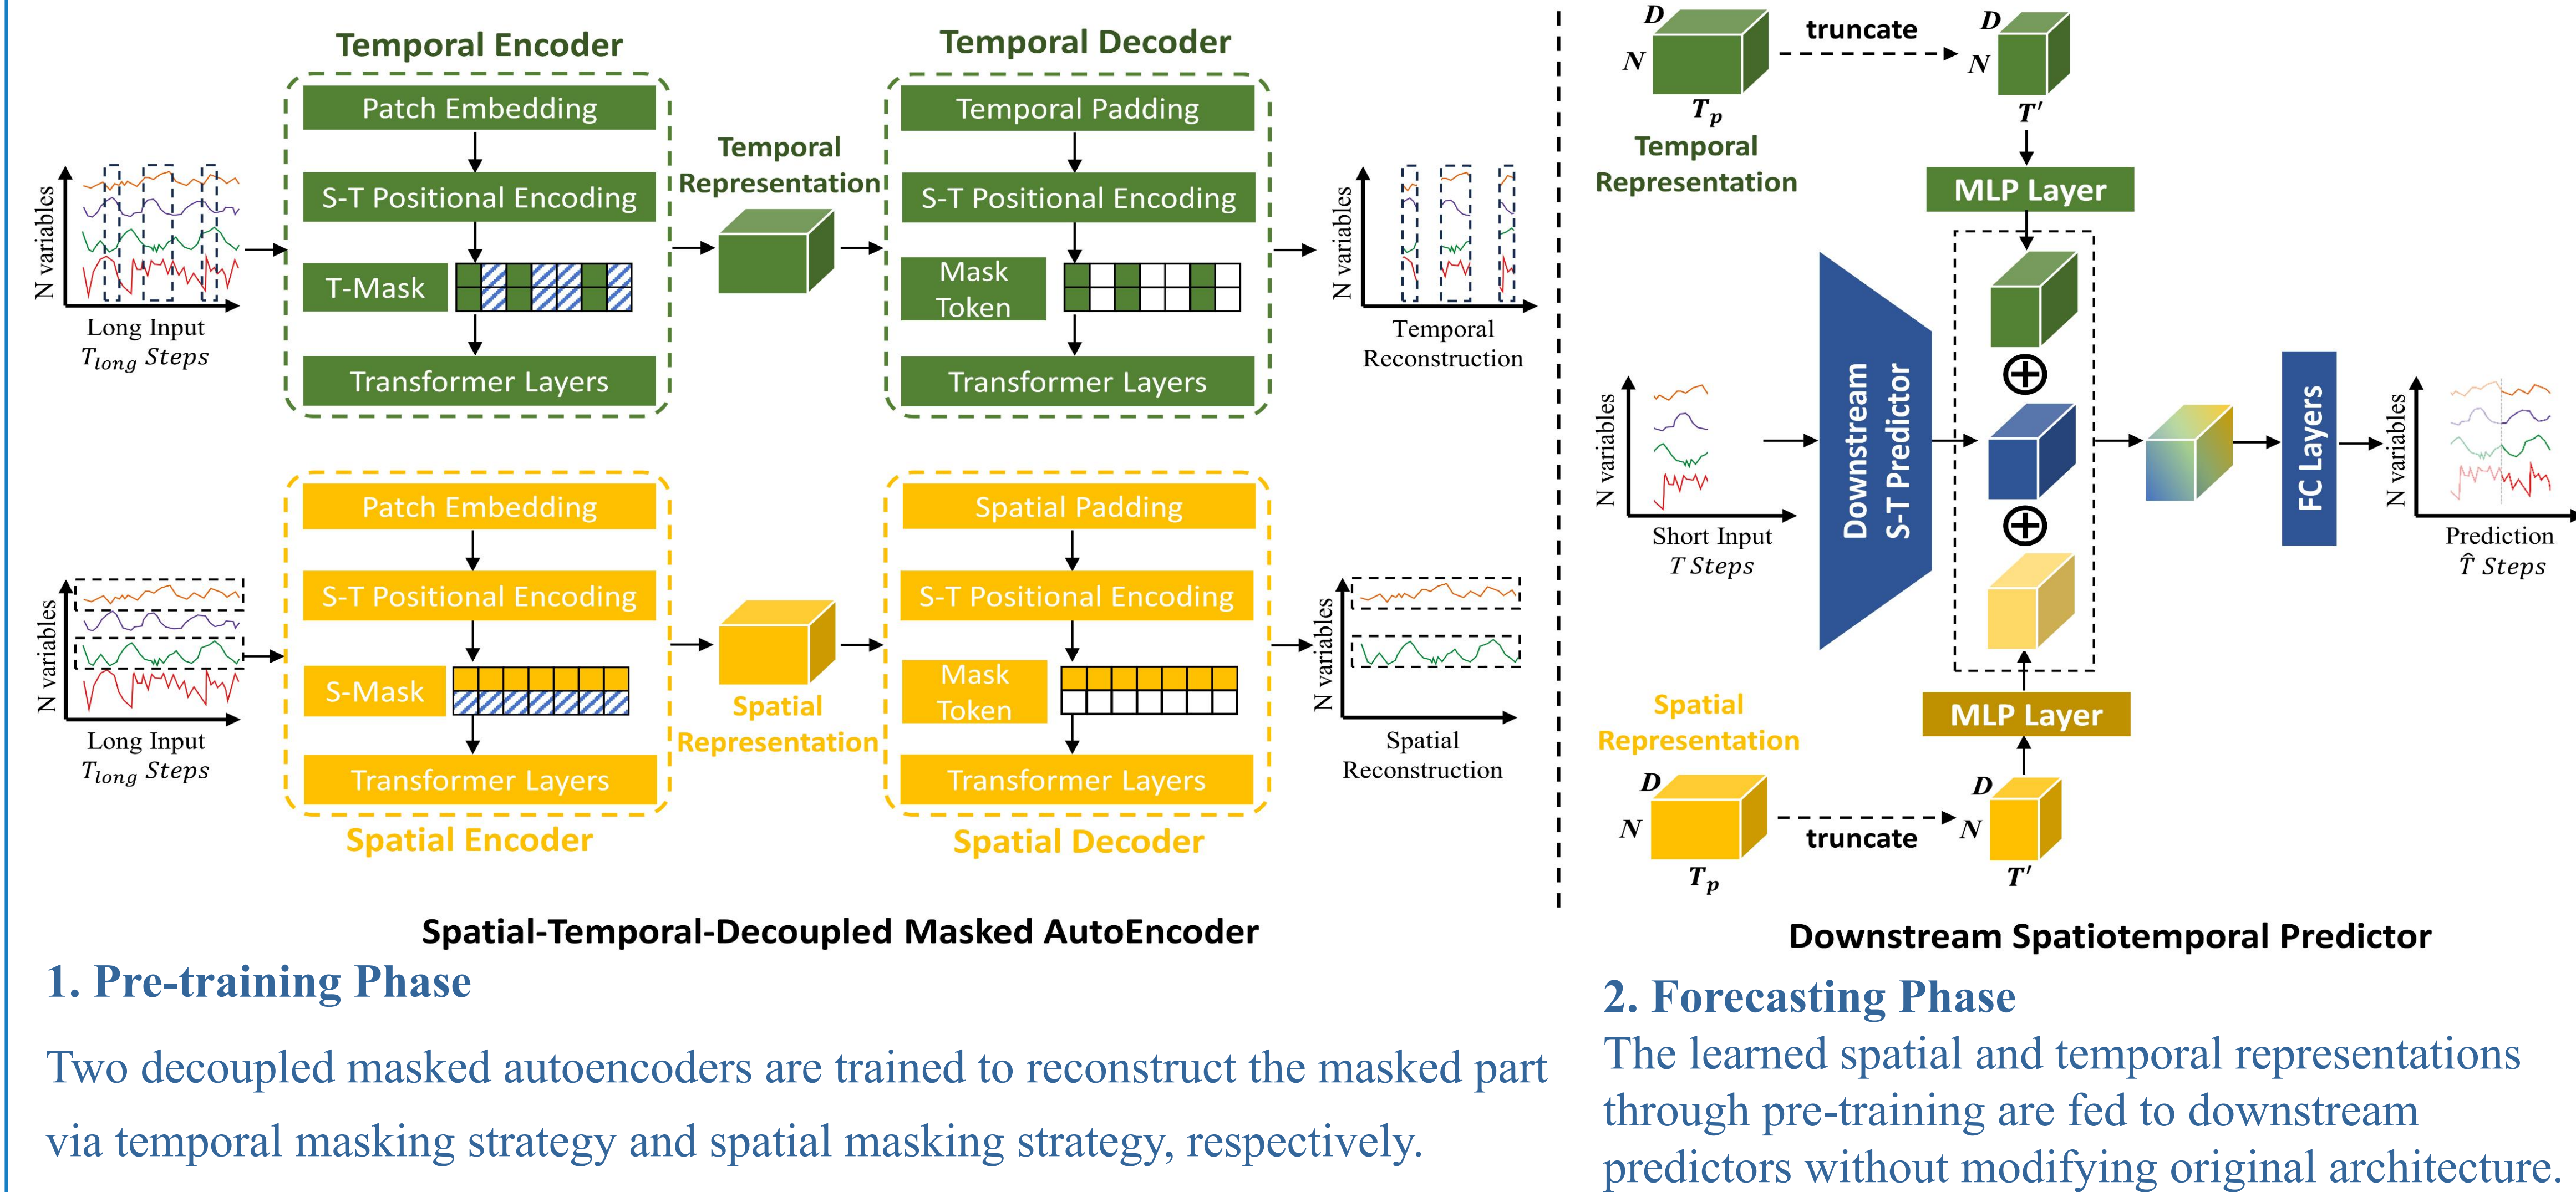 Temporal Encoder
Patch Embedding
S-T Positional Encoding
T-Mask
Transformer Layers
N variables
Long Input
T_long Steps
Temporal
Representation
Temporal Decoder
Temporal Padding
S-T Positional Encoding
Mask
Token
Transformer Layers
N variables
Temporal
Reconstruction
Patch Embedding
S-T Positional Encoding
S-Mask
Transformer Layers
Spatial Encoder
N variables
Long Input
T_long Steps
Spatial
Representation
Spatial Padding
S-T Positional Encoding
Mask
Token
Transformer Layers
Spatial Decoder
N variables
Spatial
Reconstruction
Spatial-Temporal-Decoupled Masked AutoEncoder
1. Pre-training Phase
Two decoupled masked autoencoders are trained to reconstruct the masked part
via temporal masking strategy and spatial masking strategy, respectively.
D
N
T_p
truncate
D
N
T′
Temporal
Representation
MLP Layer
N variables
Short Input
T Steps
Downstream
S-T Predictor
FC Layers
N variables
Prediction
T̂ Steps
MLP Layer
Spatial
Representation
D
N
T_p
truncate
D
N
T′
Downstream Spatiotemporal Predictor
2. Forecasting Phase
The learned spatial and temporal representations
through pre-training are fed to downstream
predictors without modifying original architecture.